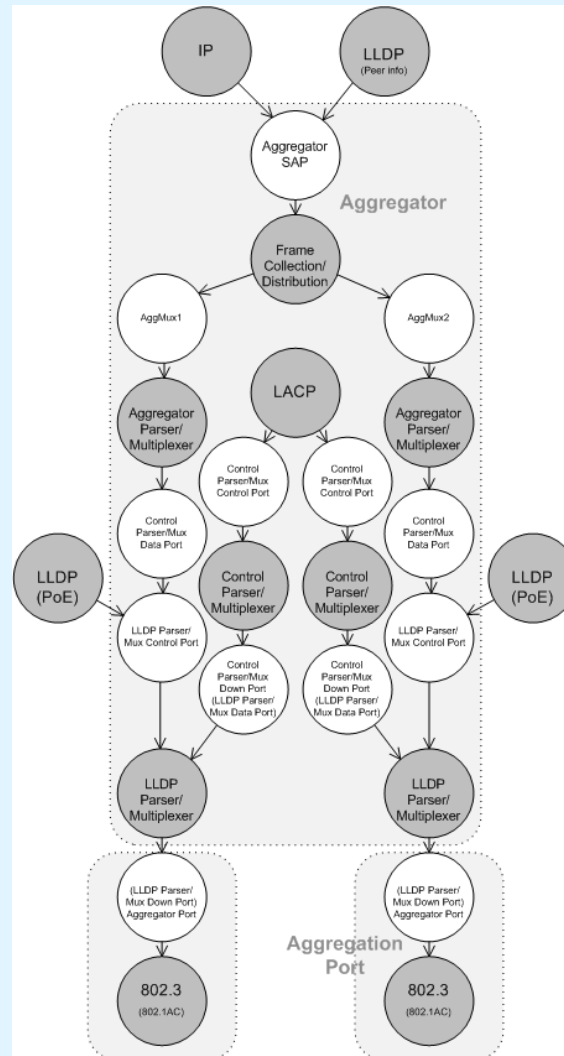 IP
LLDP
(Peer info)
Aggregator
SAP
Aggregator
Frame
Collection/
Distribution
AggMux1
AggMux2
LACP
Aggregator
Parser/
Multiplexer
Aggregator
Parser/
Multiplexer
Control
Parser/Mux
Control Port
Control
Parser/Mux
Control Port
Control
Parser/Mux
Data Port
Control
Parser/Mux
Data Port
LLDP
(PoE)
Control
Parser/
Multiplexer
Control
Parser/
Multiplexer
LLDP
(PoE)
LLDP Parser/
Mux Control Port
LLDP Parser/
Mux Control Port
Control
Parser/Mux
Down Port
(LLDP Parser/
Mux Data Port)
Control
Parser/Mux
Down Port
(LLDP Parser/
Mux Data Port)
LLDP
Parser/
Multiplexer
LLDP
Parser/
Multiplexer
(LLDP Parser/
Mux Down Port)
Aggregator Port
(LLDP Parser/
Mux Down Port)
Aggregator Port
Aggregation
Port
802.3
(802.1AC)
802.3
(802.1AC)